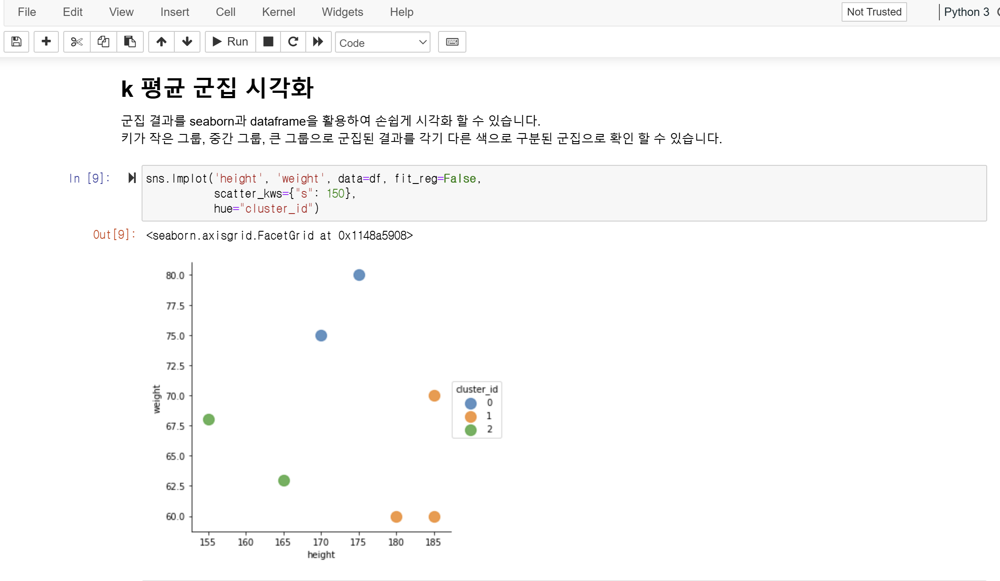 File Edit View Insert Cell Kernel Widgets Help Not Trusted Python 3
Run Code
k 평균 군집 시각화
군집 결과를 seaborn과 dataframe을 활용하여 손쉽게 시각화 할 수 있습니다.
키가 작은 그룹, 중간 그룹, 큰 그룹으로 군집된 결과를 각기 다른 색으로 구분된 군집으로 확인 할 수 있습니다.
In [9]: sns.lmplot('height', 'weight', data=df, fit_reg=False,
scatter_kws={"s": 150},
hue="cluster_id")
Out[9]: <seaborn.axisgrid.FacetGrid at 0x1148a5908>
80.0
77.5
75.0
72.5
70.0
67.5
65.0
62.5
60.0
weight
155 160 165 170 175 180 185
height
cluster_id
0
1
2